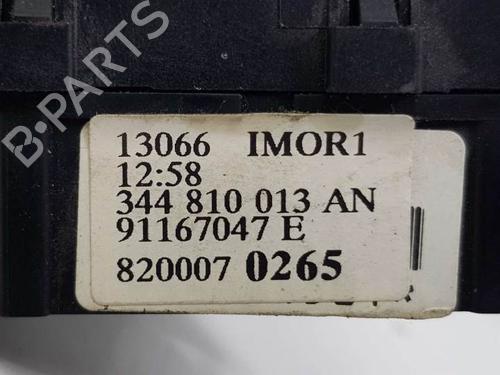 B-PARTS
13066 IMOR1
12:58
344 810 013 AN
91167047 E
820007 0265